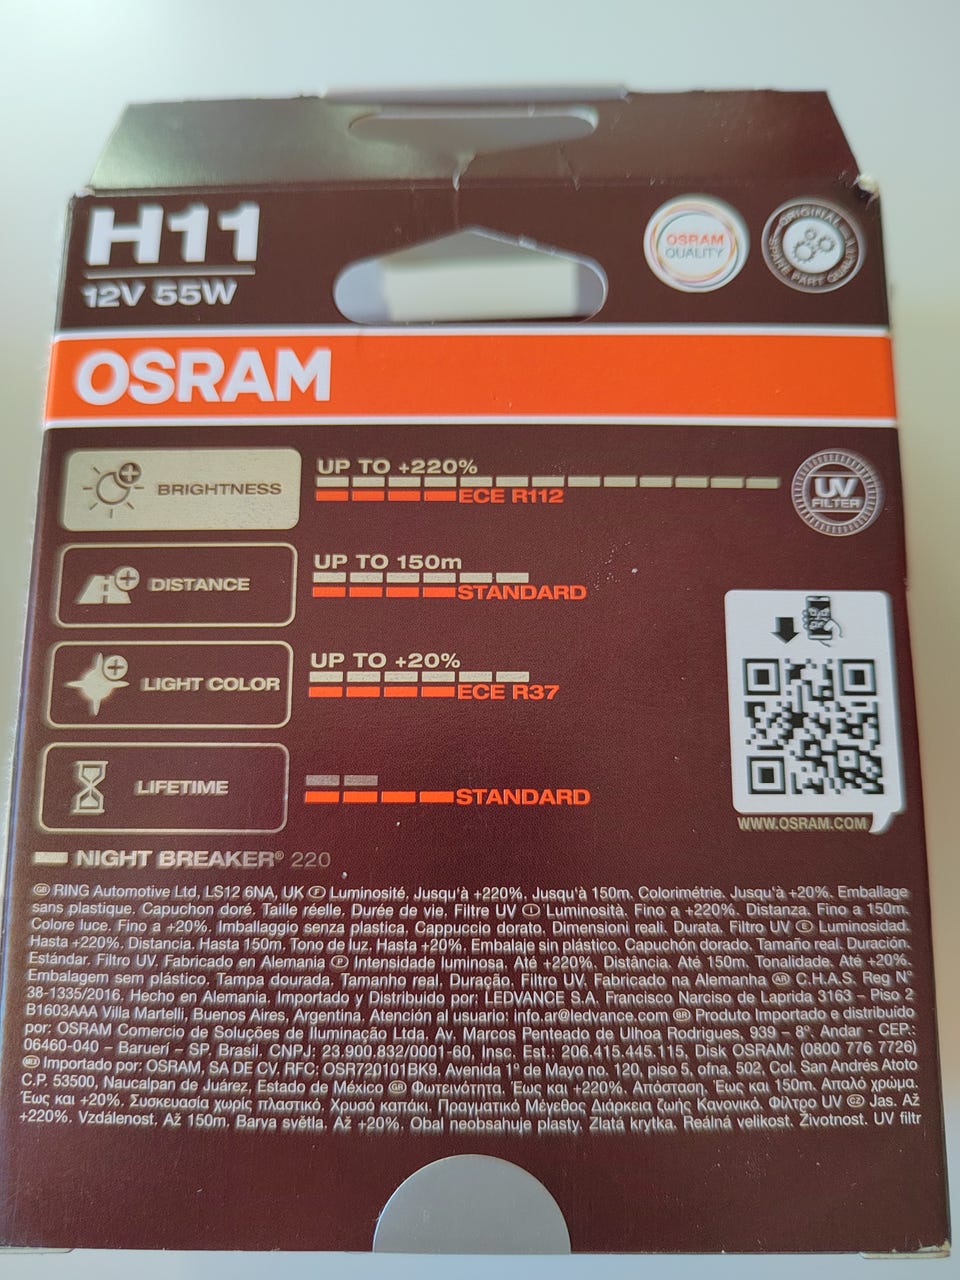 H11
12V 55W
OSRAM QUALITY
ORIGINAL SPARE PART QUALITY
OSRAM
BRIGHTNESS
UP TO +220%
ECE R112
UV FILTER
DISTANCE
UP TO 150m
STANDARD
LIGHT COLOR
UP TO +20%
ECE R37
LIFETIME
STANDARD
WWW.OSRAM.COM
NIGHT BREAKER® 220
GB RING Automotive Ltd, LS12 6NA, UK F Luminosité. Jusqu'à +220%. Jusqu'à 150m. Colorimétrie. Jusqu'à +20%. Emballage
sans plastique. Capuchon doré. Taille réelle. Durée de vie. Filtre UV I Luminosità. Fino a +220%. Distanza. Fino a 150m.
Colore luce. Fino a +20%. Imballaggio senza plastica. Cappuccio dorato. Dimensioni reali. Durata. Filtro UV E Luminosidad.
Hasta +220%. Distancia. Hasta 150m. Tono de luz. Hasta +20%. Embalaje sin plástico. Capuchón dorado. Tamaño real. Duración.
Estándar. Filtro UV. Fabricado en Alemania P Intensidade luminosa. Até +220%. Distância. Até 150m. Tonalidade. Até +20%.
Embalagem sem plástico. Tampa dourada. Tamanho real. Duração. Filtro UV. Fabricado na Alemanha AR C.H.A.S. Reg N°
38-1335/2016. Hecho en Alemania. Importado y Distribuido por: LEDVANCE S.A. Francisco Narciso de Laprida 3163 – Piso 2
B1603AAA Villa Martelli, Buenos Aires, Argentina. Atención al usuario: info.ar@ledvance.com BR Produto Importado e distribuido
por: OSRAM Comercio de Soluções de Iluminação Ltda. Av. Marcos Penteado de Ulhoa Rodrigues, 939 – 8°. Andar - CEP.:
06460-040 – Baruerí – SP. Brasil. CNPJ: 23.900.832/0001-60, Insc. Est.: 206.415.445.115, Disk OSRAM: (0800 776 7726)
MEX Importado por: OSRAM, SA DE CV. RFC: OSR720101BK9. Avenida 1° de Mayo no. 120, piso 5, ofna. 502, Col. San Andrés Atoto
C.P. 53500, Naucalpan de Juárez, Estado de México GR Φωτεινότητα. Έως και +220%. Απόσταση. Έως και 150m. Απαλό χρώμα.
Έως και +20%. Συσκευασία χωρίς πλαστικό. Χρυσό καπάκι. Πραγματικό Μέγεθος Διάρκεια ζωής Κανονικό. Φίλτρο UV CZ Jas. Až
+220%. Vzdálenost. Až 150m. Barva světla. Až +20%. Obal neobsahuje plasty. Zlatá krytka. Reálná velikost. Životnost. UV filtr